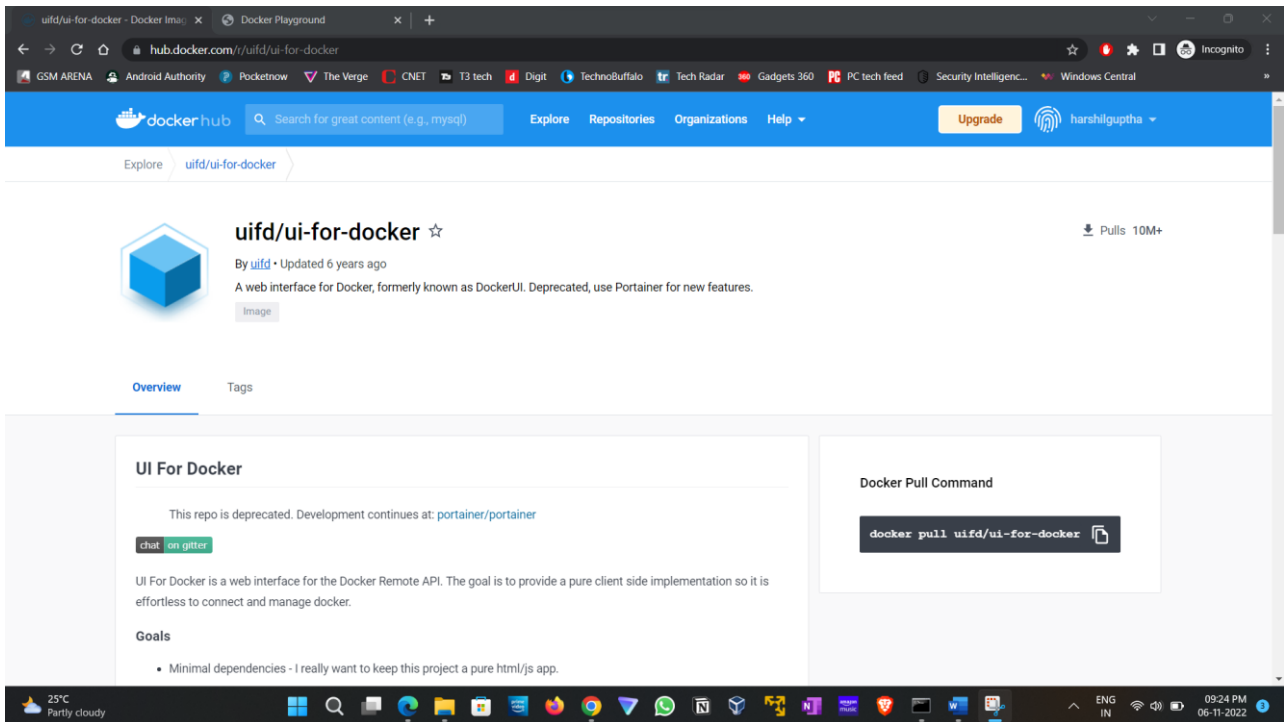 uifd/ui-for-docker - Docker Imag
Docker Playground
hub.docker.com/r/uifd/ui-for-docker
Incognito
GSM ARENA Android Authority Pocketnow The Verge CNET T3 tech Digit TechnoBuffalo Tech Radar Gadgets 360 PC tech feed Security Intelligenc... Windows Central »
dockerhub
Search for great content (e.g., mysql)
Explore Repositories Organizations Help
Upgrade
harshilguptha
Explore uifd/ui-for-docker
uifd/ui-for-docker
Pulls 10M+
By uifd • Updated 6 years ago
A web interface for Docker, formerly known as DockerUI. Deprecated, use Portainer for new features.
Image
Overview Tags
UI For Docker
This repo is deprecated. Development continues at: portainer/portainer
chat on gitter
UI For Docker is a web interface for the Docker Remote API. The goal is to provide a pure client side implementation so it is
effortless to connect and manage docker.
Goals
• Minimal dependencies - I really want to keep this project a pure html/js app.
Docker Pull Command
docker pull uifd/ui-for-docker
25°C
Partly cloudy
ENG
IN
09:24 PM
06-11-2022
3